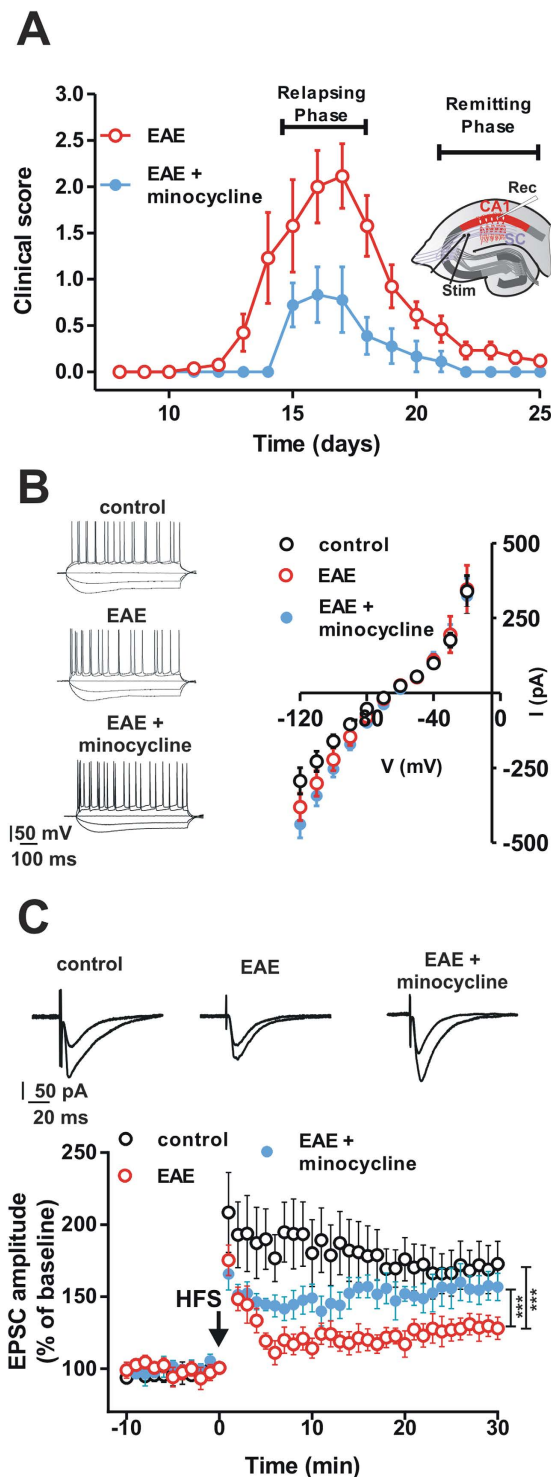 A
3.0
2.5
2.0
1.5
1.0
0.5
0.0
Clinical score
EAE
EAE +
minocycline
Relapsing
Phase
Remitting
Phase
Rec
CA1
SC
Stim
10
15
20
25
Time (days)
B
control
EAE
EAE +
minocycline
50 mV
100 ms
control
EAE
EAE +
minocycline
500
250
-250
-500
I (pA)
-120
-80
-40
0
V (mV)
C
control
EAE
EAE +
minocycline
50 pA
20 ms
control
EAE
EAE +
minocycline
250
200
150
100
EPSC amplitude
(% of baseline)
HFS
***
***
-10
0
10
20
30
Time (min)